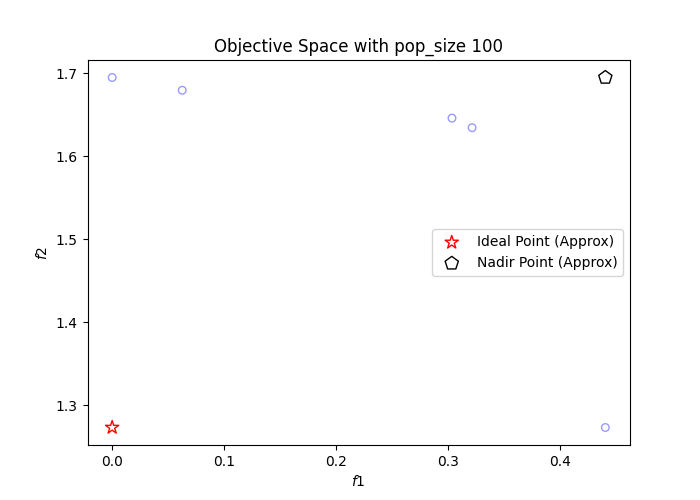 Objective Space with pop_size 100
1.7
1.6
1.5
1.4
1.3
f2
Ideal Point (Approx)
Nadir Point (Approx)
0.0 0.1 0.2 0.3 0.4
f1